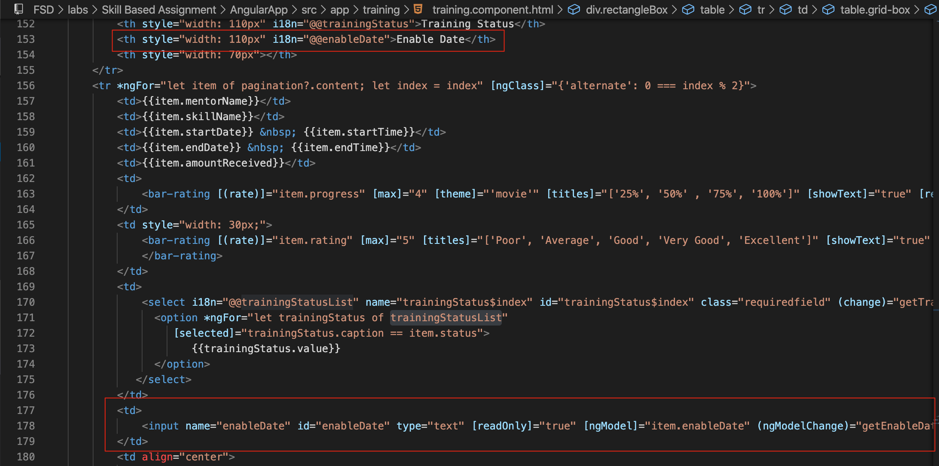 FSD > labs > Skill Based Assignment > AngularApp > src > app > training > training.component.html > div.rectangleBox > table > tr > td > table.grid-box >
152 <th style="width: 110px" i18n="@@trainingStatus">Training Status</th>
153 <th style="width: 110px" i18n="@@enableDate">Enable Date</th>
154 <th style="width: 70px"></th>
155 </tr>
156 <tr *ngFor="let item of pagination?.content; let index = index" [ngClass]="{'alternate': 0 === index % 2}">
157 <td>{{item.mentorName}}</td>
158 <td>{{item.skillName}}</td>
159 <td>{{item.startDate}} &nbsp; {{item.startTime}}</td>
160 <td>{{item.endDate}} &nbsp; {{item.endTime}}</td>
161 <td>{{item.amountReceived}}</td>
162 <td>
163 <bar-rating [(rate)]="item.progress" [max]="4" [theme]="'movie'" [titles]="['25%', '50%' , '75%', '100%']" [showText]="true" [re
164 </td>
165 <td style="width: 30px;">
166 <bar-rating [(rate)]="item.rating" [max]="5" [titles]="['Poor', 'Average', 'Good', 'Very Good', 'Excellent']" [showText]="true"
167 </bar-rating>
168 </td>
169 <td>
170 <select i18n="@@trainingStatusList" name="trainingStatus$index" id="trainingStatus$index" class="requiredfield" (change)="getTra
171 <option *ngFor="let trainingStatus of trainingStatusList"
172 [selected]="trainingStatus.caption == item.status">
173 {{trainingStatus.value}}
174 </option>
175 </select>
176 </td>
177 <td>
178 <input name="enableDate" id="enableDate" type="text" [readOnly]="true" [ngModel]="item.enableDate" (ngModelChange)="getEnableDat
179 </td>
180 <td align="center">